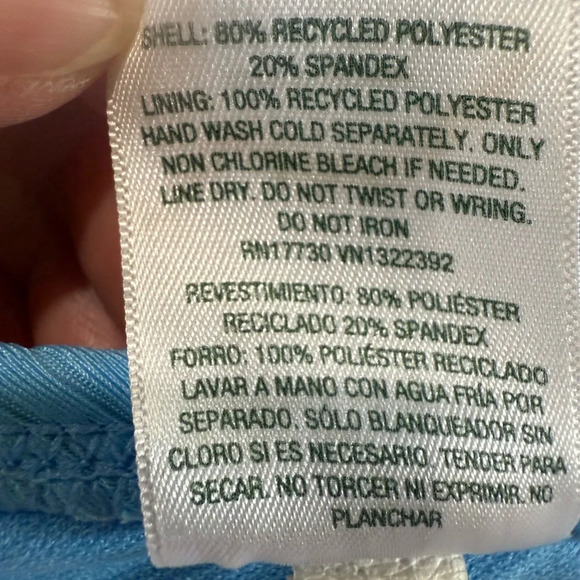 SHELL: 80% RECYCLED POLYESTER
20% SPANDEX
LINING: 100% RECYCLED POLYESTER
HAND WASH COLD SEPARATELY. ONLY
NON CHLORINE BLEACH IF NEEDED.
LINE DRY. DO NOT TWIST OR WRING.
DO NOT IRON
RN17730 VN1322392
REVESTIMIENTO: 80% POLIÉSTER
RECICLADO 20% SPANDEX
FORRO: 100% POLIÉSTER RECICLADO
LAVAR A MANO CON AGUA FRÍA POR
SEPARADO. SÓLO BLANQUEADOR SIN
CLORO SI ES NECESARIO. TENDER PARA
SECAR. NO TORCER NI EXPRIMIR. NO
PLANCHAR